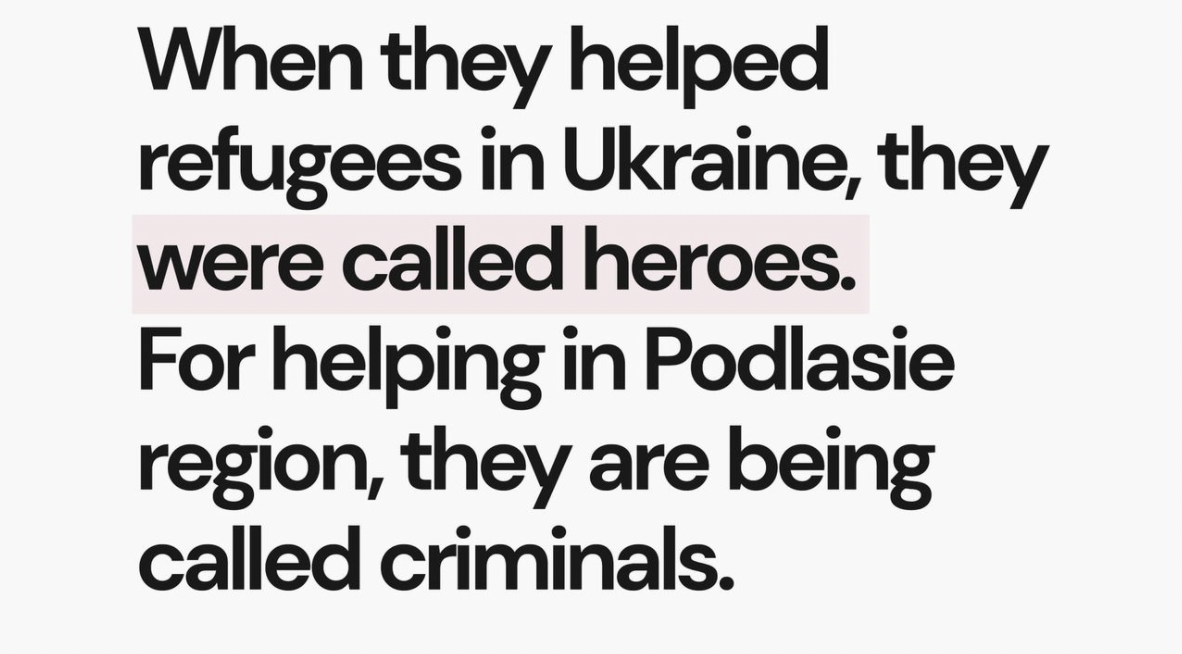 When they helped
refugees in Ukraine, they
were called heroes.
For helping in Podlasie
region, they are being
called criminals.